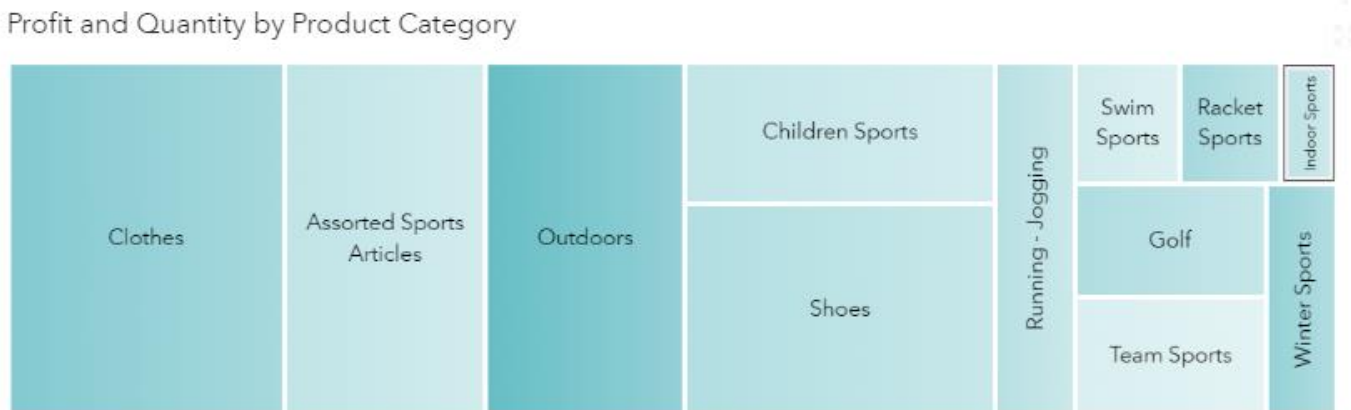 Profit and Quantity by Product Category
Clothes
Assorted Sports
Articles
Outdoors
Children Sports
Shoes
Running - Jogging
Swim
Sports
Racket
Sports
Indoor Sports
Golf
Team Sports
Winter Sports